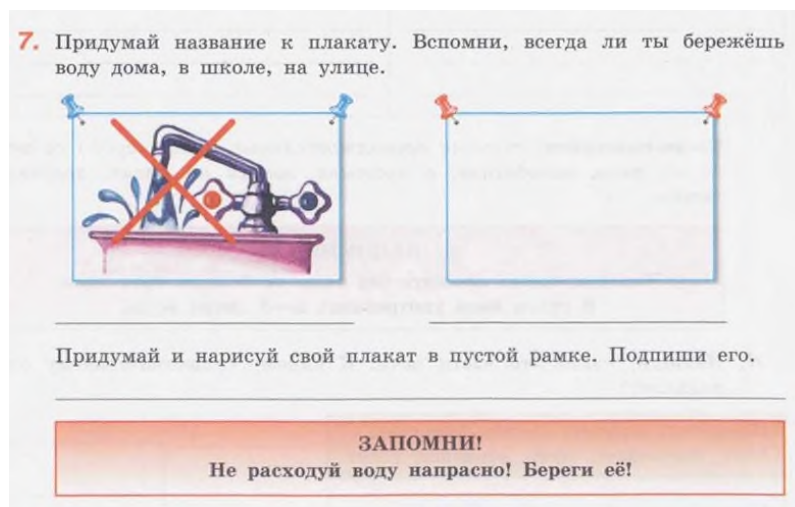 7. Придумай название к плакату. Вспомни, всегда ли ты бережёшь
воду дома, в школе, на улице.
Придумай и нарисуй свой плакат в пустой рамке. Подпиши его.
ЗАПОМНИ!
Не расходуй воду напрасно! Береги её!